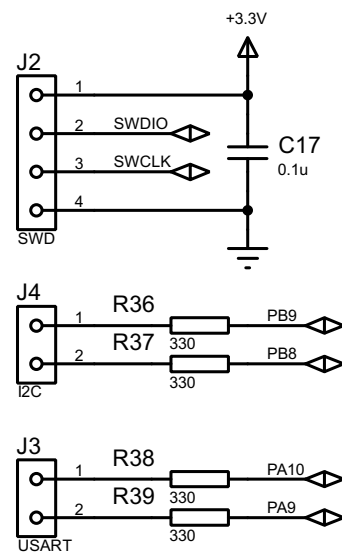 +3.3V
J2
1
2 SWDIO
3 SWCLK
4
SWD
C17
0.1u
J4
R36
1 330 PB9
R37
2 330 PB8
I2C
J3
R38
1 330 PA10
R39
2 330 PA9
USART